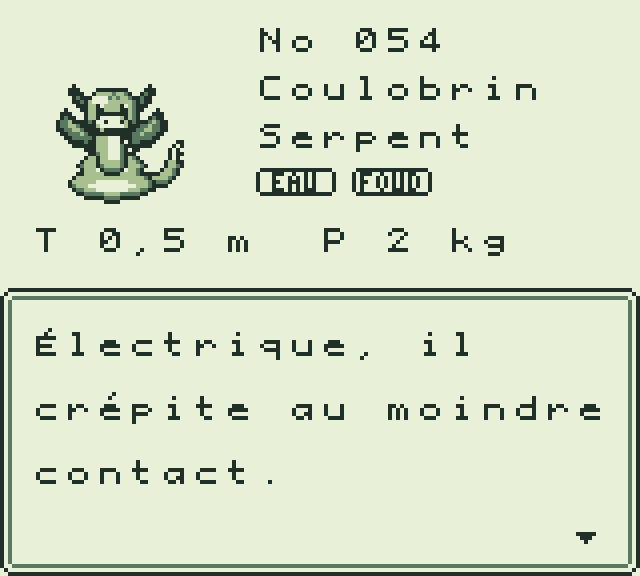 No 054
Coulobrin
Serpent
EAU FOUD
T 0,5 m P 2 kg
Électrique, il
crépite au moindre
contact.